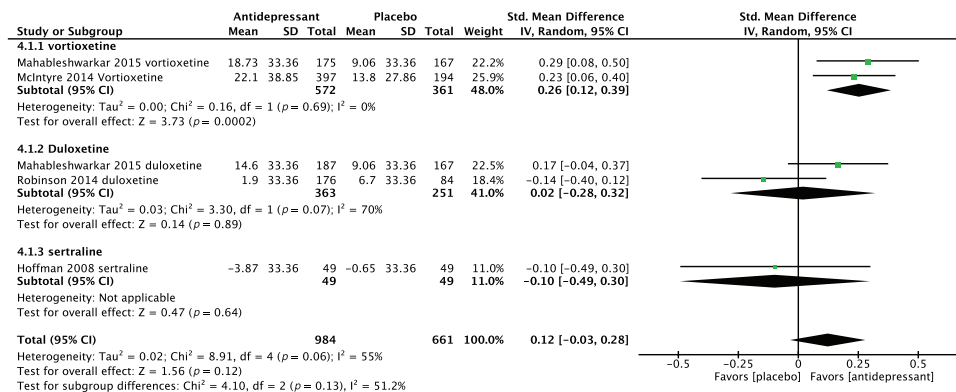 Antidepressant Placebo Std. Mean Difference Std. Mean Difference
Study or Subgroup Mean SD Total Mean SD Total Weight IV, Random, 95% CI IV, Random, 95% CI
4.1.1 vortioxetine
Mahableshwarkar 2015 vortioxetine 18.73 33.36 175 9.06 33.36 167 22.2% 0.29 [0.08, 0.50]
McIntyre 2014 Vortioxetine 22.1 38.85 397 13.8 27.86 194 25.9% 0.23 [0.06, 0.40]
Subtotal (95% CI) 572 361 48.0% 0.26 [0.12, 0.39]
Heterogeneity: Tau² = 0.00; Chi² = 0.16, df = 1 (p = 0.69); I² = 0%
Test for overall effect: Z = 3.73 (p = 0.0002)
4.1.2 Duloxetine
Mahableshwarkar 2015 duloxetine 14.6 33.36 187 9.06 33.36 167 22.5% 0.17 [−0.04, 0.37]
Robinson 2014 duloxetine 1.9 33.36 176 6.7 33.36 84 18.4% −0.14 [−0.40, 0.12]
Subtotal (95% CI) 363 251 41.0% 0.02 [−0.28, 0.32]
Heterogeneity: Tau² = 0.03; Chi² = 3.30, df = 1 (p = 0.07); I² = 70%
Test for overall effect: Z = 0.14 (p = 0.89)
4.1.3 sertraline
Hoffman 2008 sertraline −3.87 33.36 49 −0.65 33.36 49 11.0% −0.10 [−0.49, 0.30]
Subtotal (95% CI) 49 49 11.0% −0.10 [−0.49, 0.30]
Heterogeneity: Not applicable
Test for overall effect: Z = 0.47 (p = 0.64)
Total (95% CI) 984 661 100.0% 0.12 [−0.03, 0.28]
Heterogeneity: Tau² = 0.02; Chi² = 8.91, df = 4 (p = 0.06); I² = 55%
Test for overall effect: Z = 1.56 (p = 0.12)
Test for subgroup differences: Chi² = 4.10, df = 2 (p = 0.13), I² = 51.2%
−0.5 −0.25 0 0.25 0.5
Favors [placebo] Favors [antidepressant]